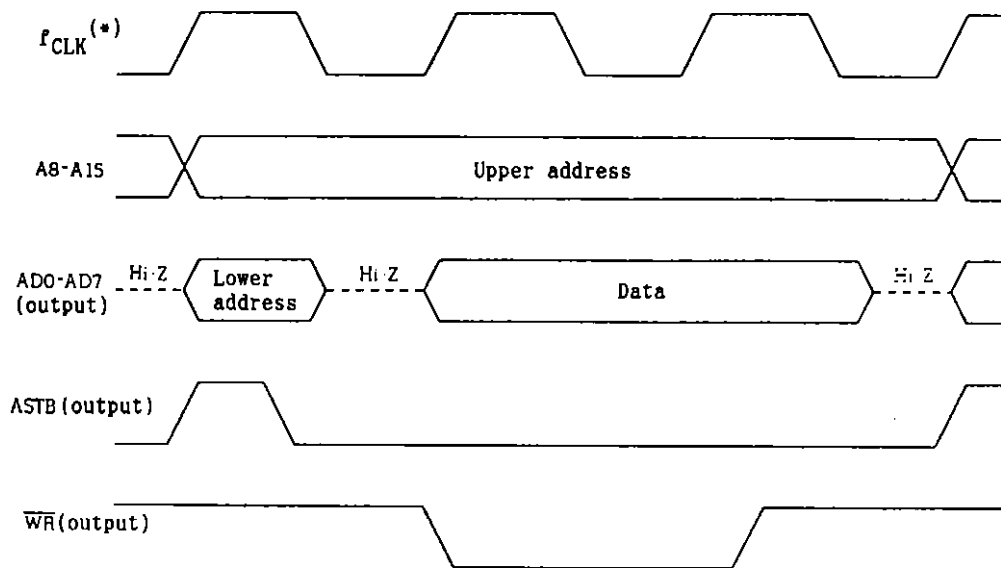 fCLK(*)
A8-A15
Upper address
AD0-AD7
(output)
Hi-Z
Lower
address
Hi-Z
Data
Hi-Z
ASTB(output)
WR(output)